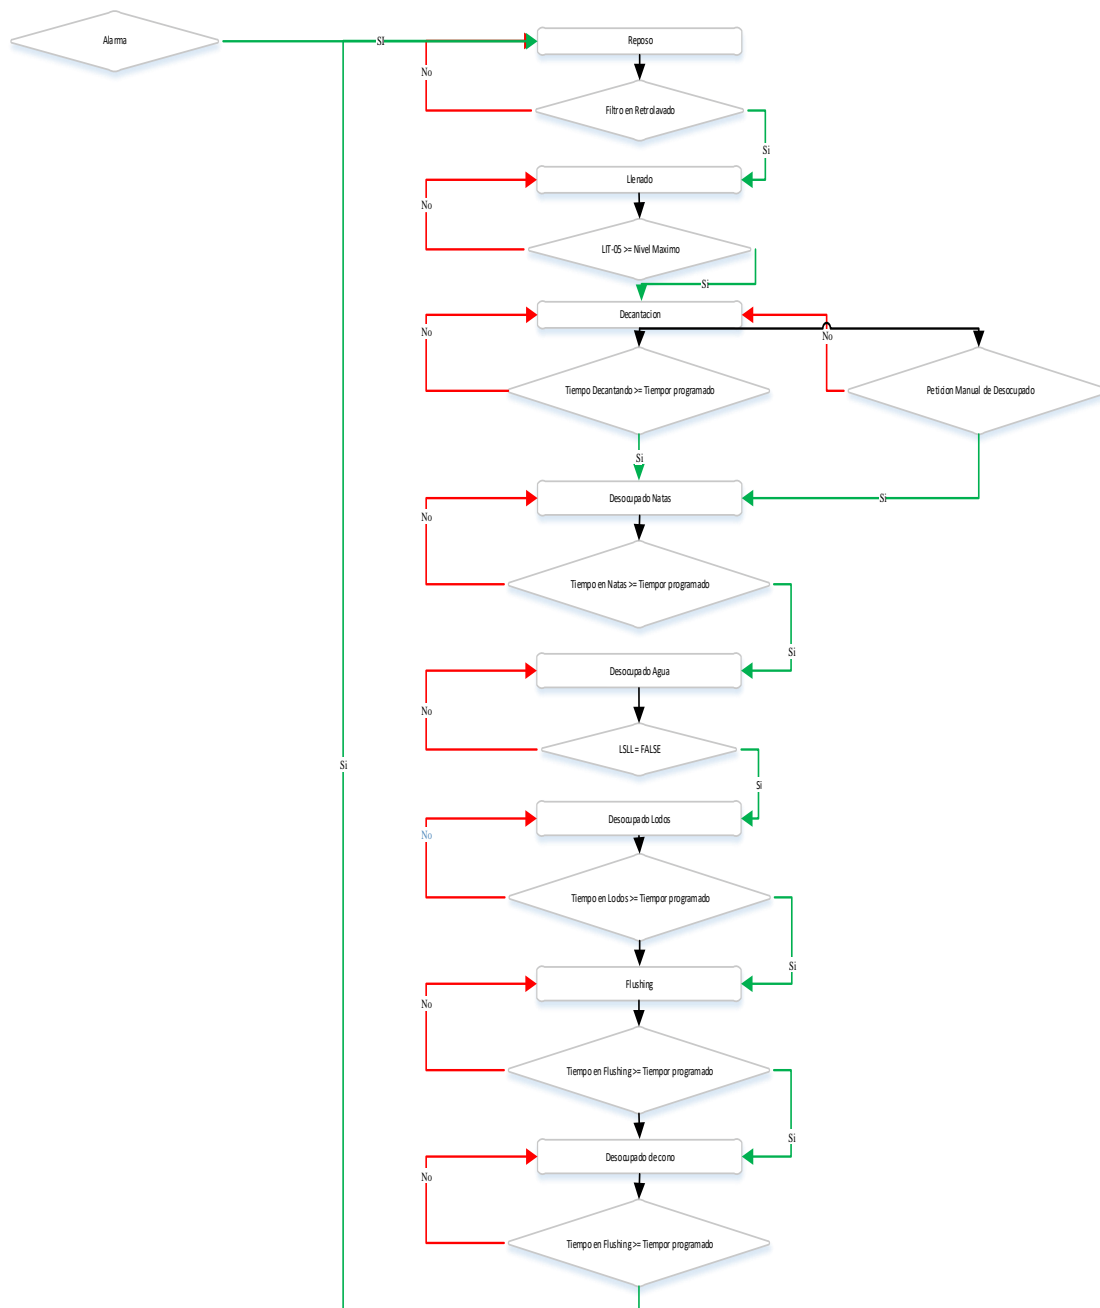 Alarma
SI
Reposo
No
Filtro en Retrolavado
Si
Llenado
No
LIT-05 >= Nivel Maximo
Si
Decantacion
No
No
Tiempo Decantando >= Tiempor programado
Peticion Manual de Desocupado
Si
Desocupado Natas
Si
No
Tiempo en Natas >= Tiempor programado
Si
Desocupado Agua
No
LSLL = FALSE
Si
Si
Desocupado Lodos
No
Tiempo en Lodos >= Tiempor programado
Si
Flushing
No
Tiempo en Flushing >= Tiempor programado
Si
Desocupado de cono
No
Tiempo en Flushing >= Tiempor programado